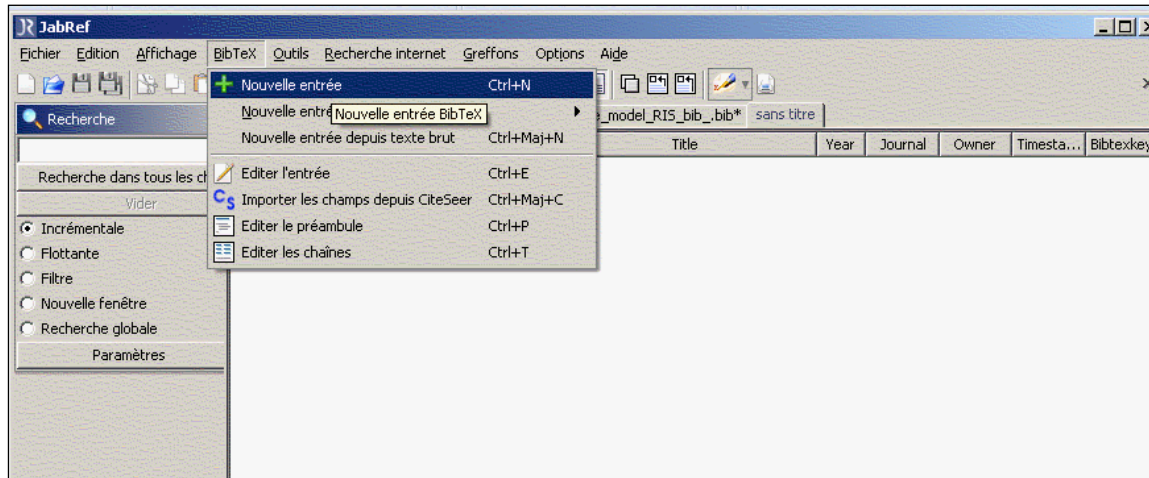 JabRef
Fichier Edition Affichage BibTeX Outils Recherche internet Greffons Options Aide
Nouvelle entrée Ctrl+N
Nouvelle entré
Nouvelle entrée BibTeX
_model_RIS_bib_.bib* sans titre
Recherche
Nouvelle entrée depuis texte brut Ctrl+Maj+N
Title Year Journal Owner Timesta... Bibtexkey
Recherche dans tous les ch
Editer l'entrée Ctrl+E
Vider
Importer les champs depuis CiteSeer Ctrl+Maj+C
Incrémentale
Editer le préambule Ctrl+P
Flottante
Editer les chaînes Ctrl+T
Filtre
Nouvelle fenêtre
Recherche globale
Paramètres